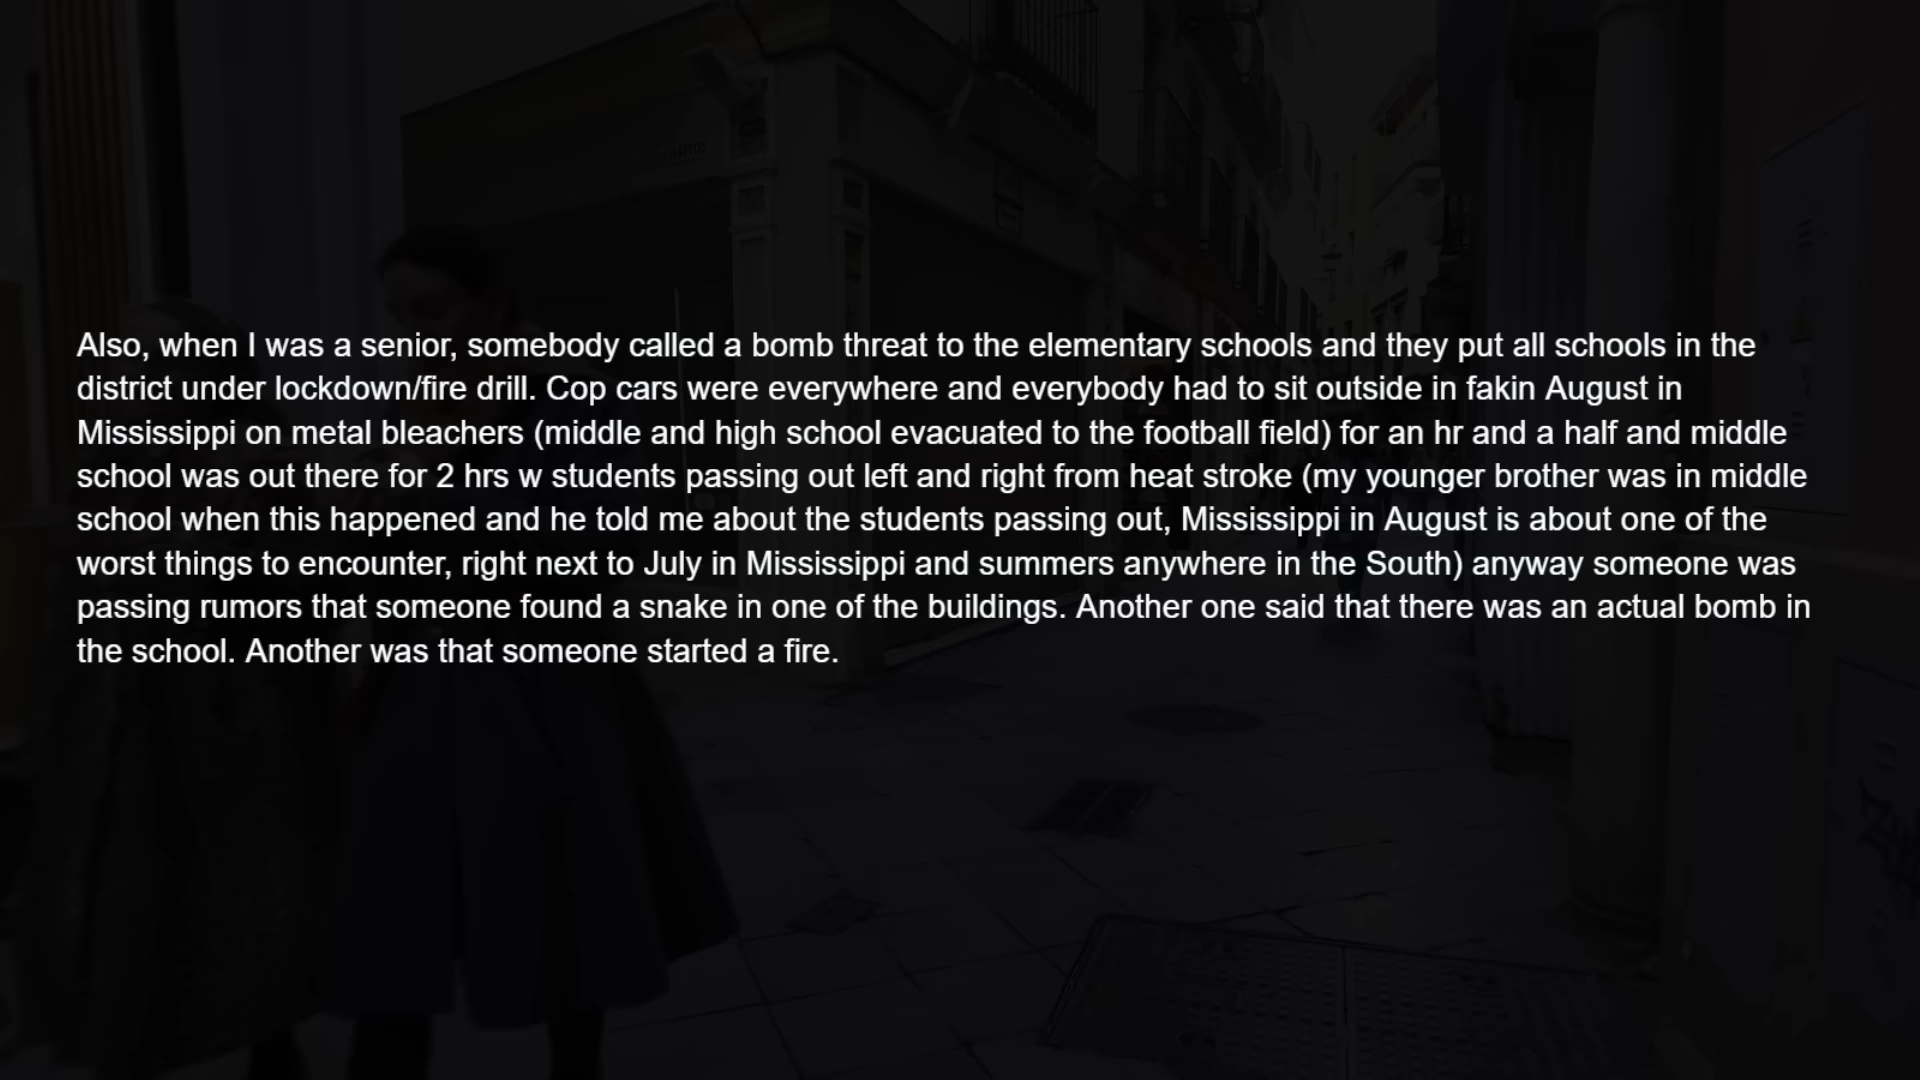 Also, when I was a senior, somebody called a bomb threat to the elementary schools and they put all schools in the
district under lockdown/fire drill. Cop cars were everywhere and everybody had to sit outside in fakin August in
Mississippi on metal bleachers (middle and high school evacuated to the football field) for an hr and a half and middle
school was out there for 2 hrs w students passing out left and right from heat stroke (my younger brother was in middle
school when this happened and he told me about the students passing out, Mississippi in August is about one of the
worst things to encounter, right next to July in Mississippi and summers anywhere in the South) anyway someone was
passing rumors that someone found a snake in one of the buildings. Another one said that there was an actual bomb in
the school. Another was that someone started a fire.